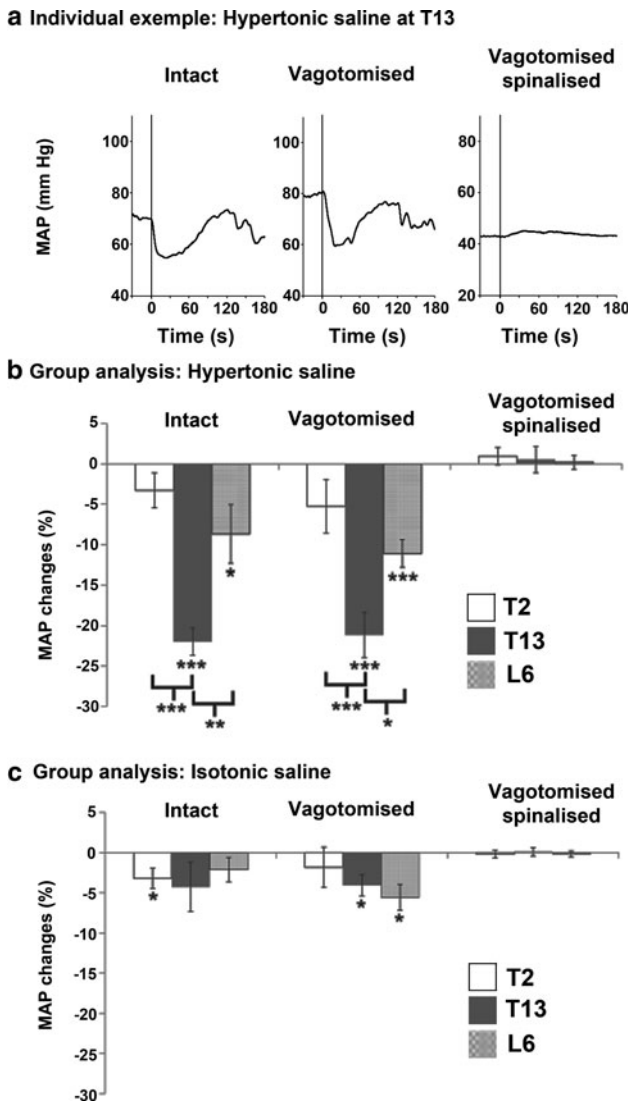 a Individual exemple: Hypertonic saline at T13
Intact
Vagotomised
Vagotomised
spinalised
MAP (mm Hg)
100
80
60
40
0 60 120 180
Time (s)
100
80
60
40
0 60 120 180
Time (s)
80
60
40
20
0 60 120 180
Time (s)
b Group analysis: Hypertonic saline
Intact
Vagotomised
Vagotomised
spinalised
MAP changes (%)
5
0
-5
-10
-15
-20
-25
-30
*
***
***
***
**
***
***
*
T2
T13
L6
c Group analysis: Isotonic saline
Intact
Vagotomised
Vagotomised
spinalised
MAP changes (%)
5
0
-5
-10
-15
-20
-25
-30
*
* *
T2
T13
L6